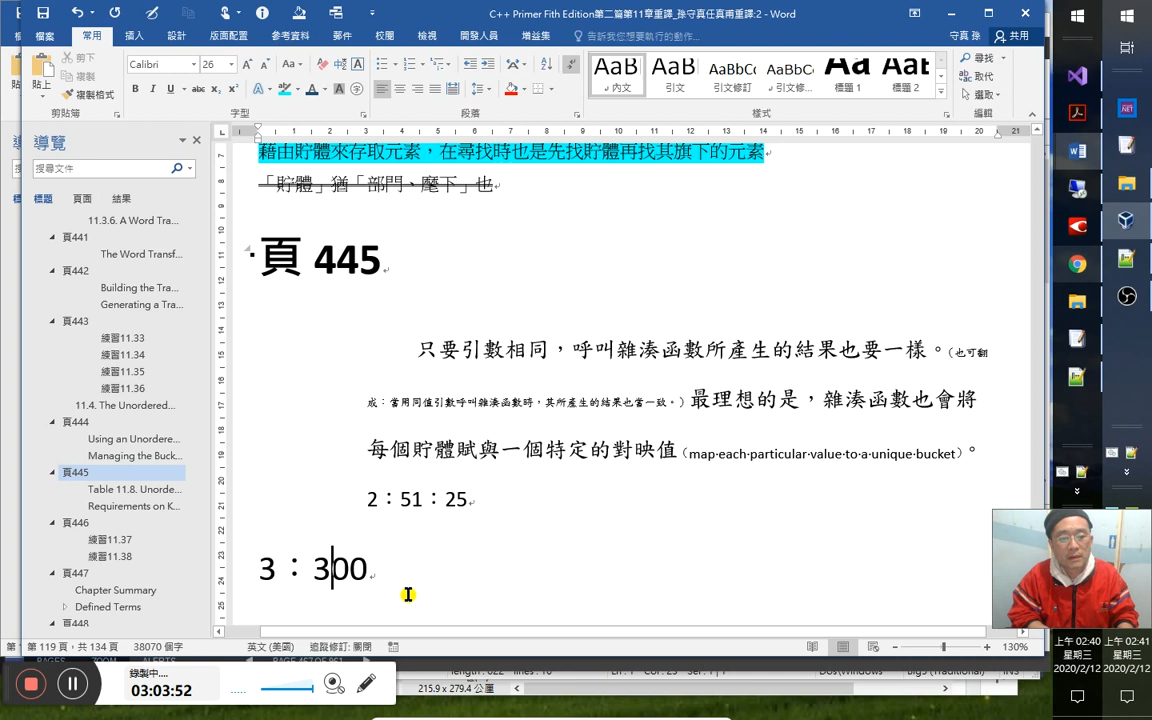 C++ Primer Fifth Edition第二篇第11章重譯_孫守真任真甫重譯:2 - Word
檔案 常用 插入 設計 版面配置 參考資料 郵件 校閱 檢視 開發人員 增益集 告訴我您想要執行的動作... 守真 孫 共用
剪下
複製
複製格式
貼上
Calibri 26
剪貼簿 字型 段落 樣式 編輯
AaB 內文
AaB 引文
AaBbCc 引文修訂
AaBbCc 引文修...
Aat 標題 1
Aat 標題 2
尋找
取代
選取
導覽
搜尋文件
標題 頁面 結果
11.3.6. A Word Tra...
頁441
The Word Transf...
頁442
Building the Tra...
Generating a Tra...
頁443
練習11.33
練習11.34
練習11.35
練習11.36
11.4. The Unordered...
頁444
Using an Unordere...
Managing the Buck...
頁445
Table 11.8. Unorde...
Requirements on K...
頁446
練習11.37
練習11.38
頁447
Chapter Summary
Defined Terms
頁448
藉由貯體來存取元素，在尋找時也是先找貯體再找其旗下的元素
「貯體」猶「部門、麾下」也
頁 445
只要引數相同，呼叫雜湊函數所產生的結果也要一樣。（也可翻
成：當用同值引數呼叫雜湊函數時，其所產生的結果也當一致。）最理想的是，雜湊函數也會將
每個貯體賦與一個特定的對映值（map·each·particular·value·to·a·unique·bucket）。
2：51：25
3：300
第 119 頁，共 134 頁 38070 個字 英文 (美國) 追蹤修訂: 關閉 130%
錄製中...
03:03:52
215.9 x 279.4 公釐
上午 02:40
星期三
2020/2/12
上午 02:41
星期三
2020/2/12